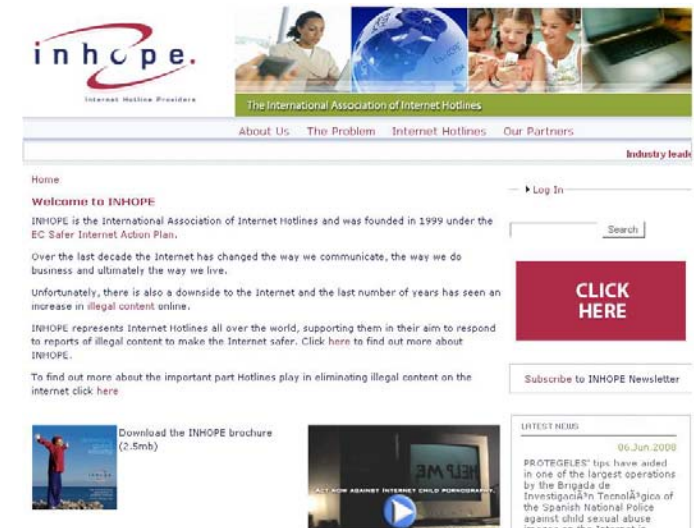 inhope.
Internet Hotline Providers
The International Association of Internet Hotlines
About Us The Problem Internet Hotlines Our Partners
Industry lead
Home
Welcome to INHOPE
INHOPE is the International Association of Internet Hotlines and was founded in 1999 under the
EC Safer Internet Action Plan.
Over the last decade the Internet has changed the way we communicate, the way we do
business and ultimately the way we live.
Unfortunately, there is also a downside to the Internet and the last number of years has seen an
increase in illegal content online.
INHOPE represents Internet Hotlines all over the world, supporting them in their aim to respond
to reports of illegal content to make the Internet safer. Click here to find out more about
INHOPE.
To find out more about the important part Hotlines play in eliminating illegal content on the
internet click here
Download the INHOPE brochure
(2.5mb)
HELP ME
ACT NOW AGAINST INTERNET CHILD PORNOGRAPHY.
Log In
Search
CLICK
HERE
Subscribe to INHOPE Newsletter
LATEST NEWS
06.Jun.2008
PROTEGELES' tips have aided
in one of the largest operations
by the Brigada de
InvestigaciÃ³n TecnolÃ³gica of
the Spanish National Police
against child sexual abuse
images on the Internet in